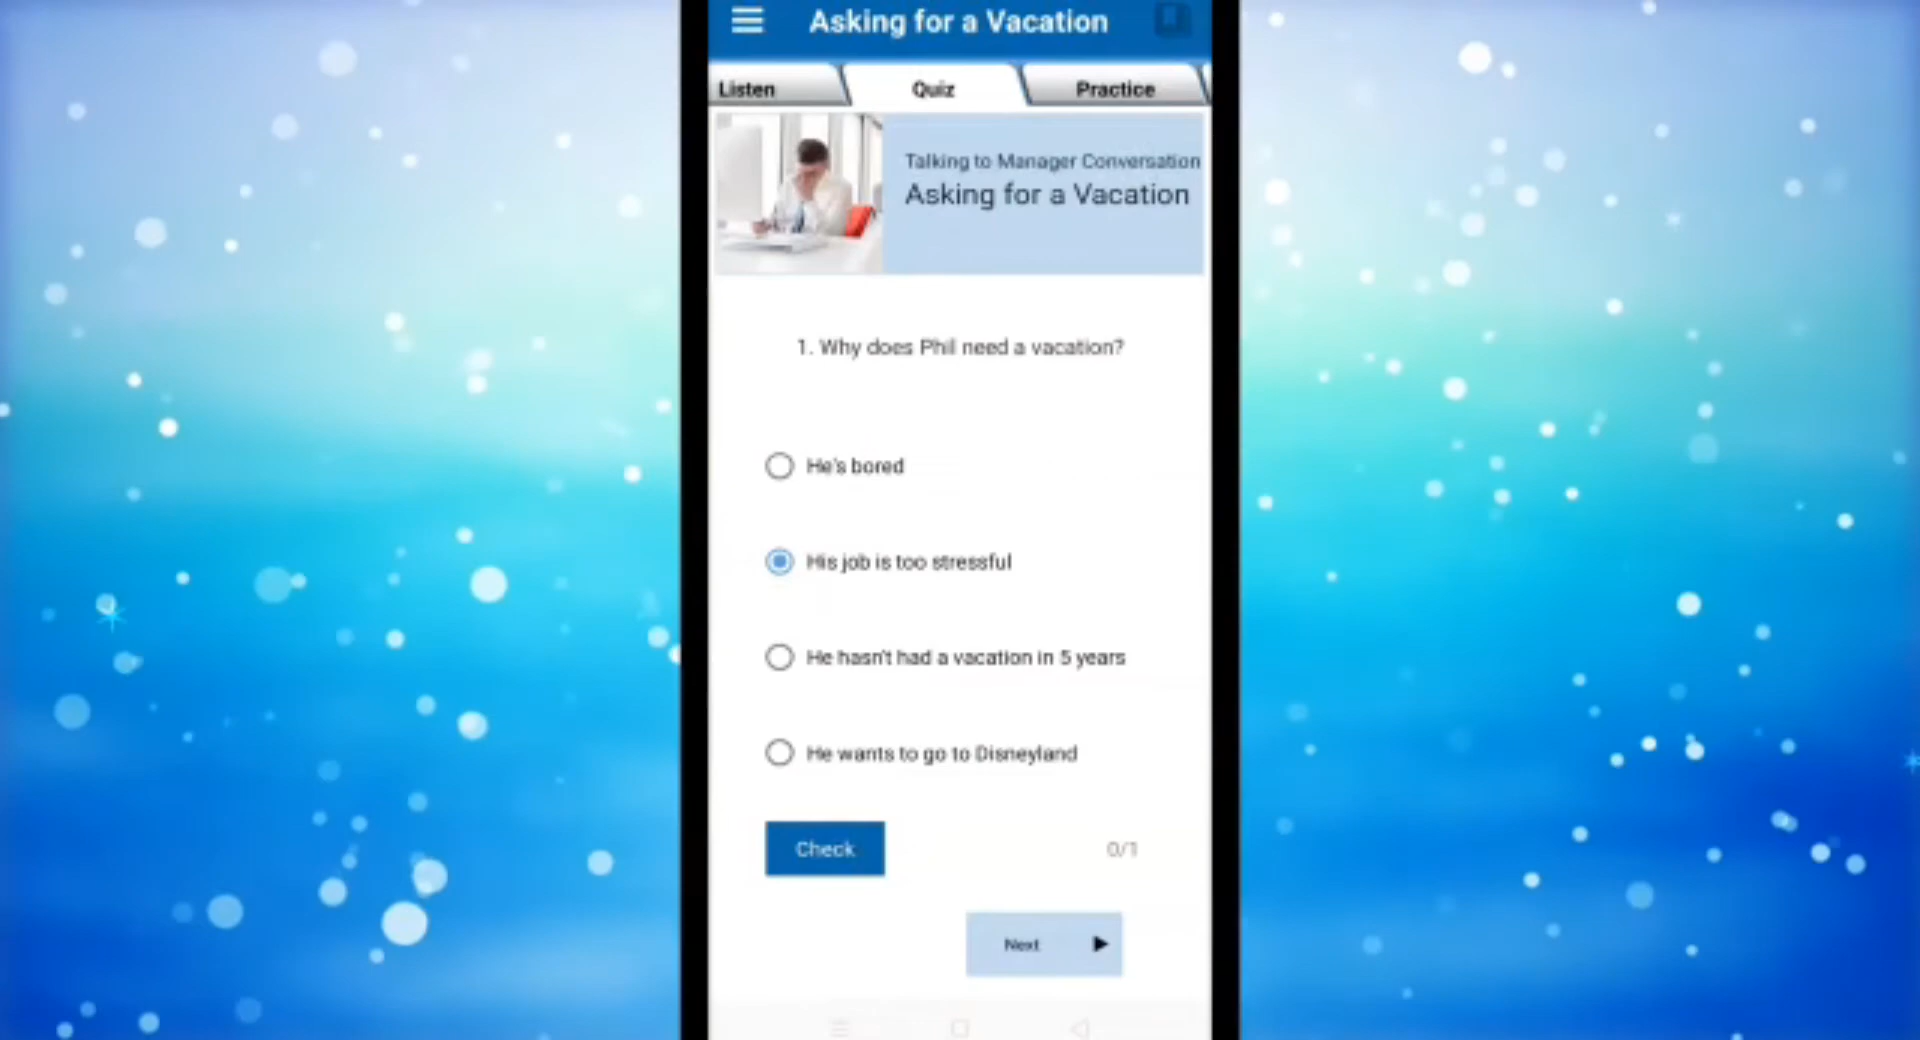 Asking for a Vacation
Listen
Quiz
Practice
Talking to Manager Conversation
Asking for a Vacation
1. Why does Phil need a vacation?
He's bored
His job is too stressful
He hasn't had a vacation in 5 years
He wants to go to Disneyland
Check
0/1
Next